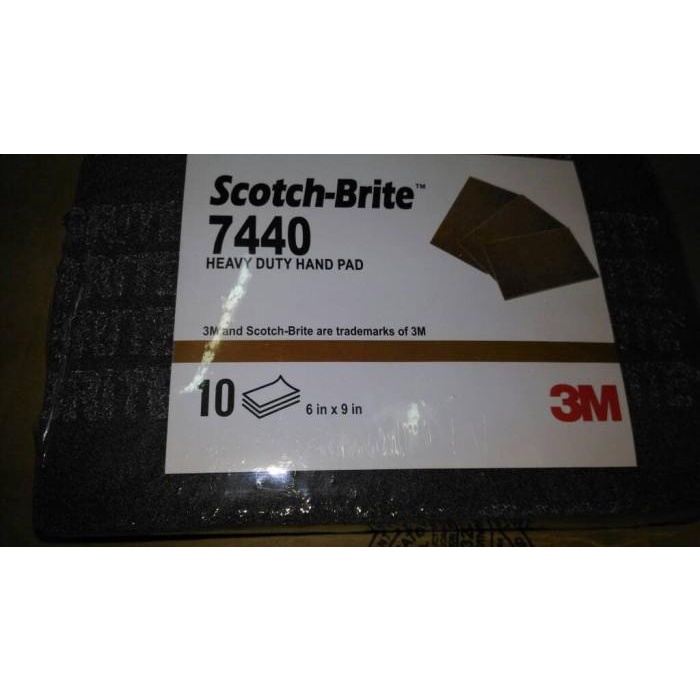 Scotch-Brite™
7440
HEAVY DUTY HAND PAD
3M and Scotch-Brite are trademarks of 3M
10
6 in x 9 in
3M